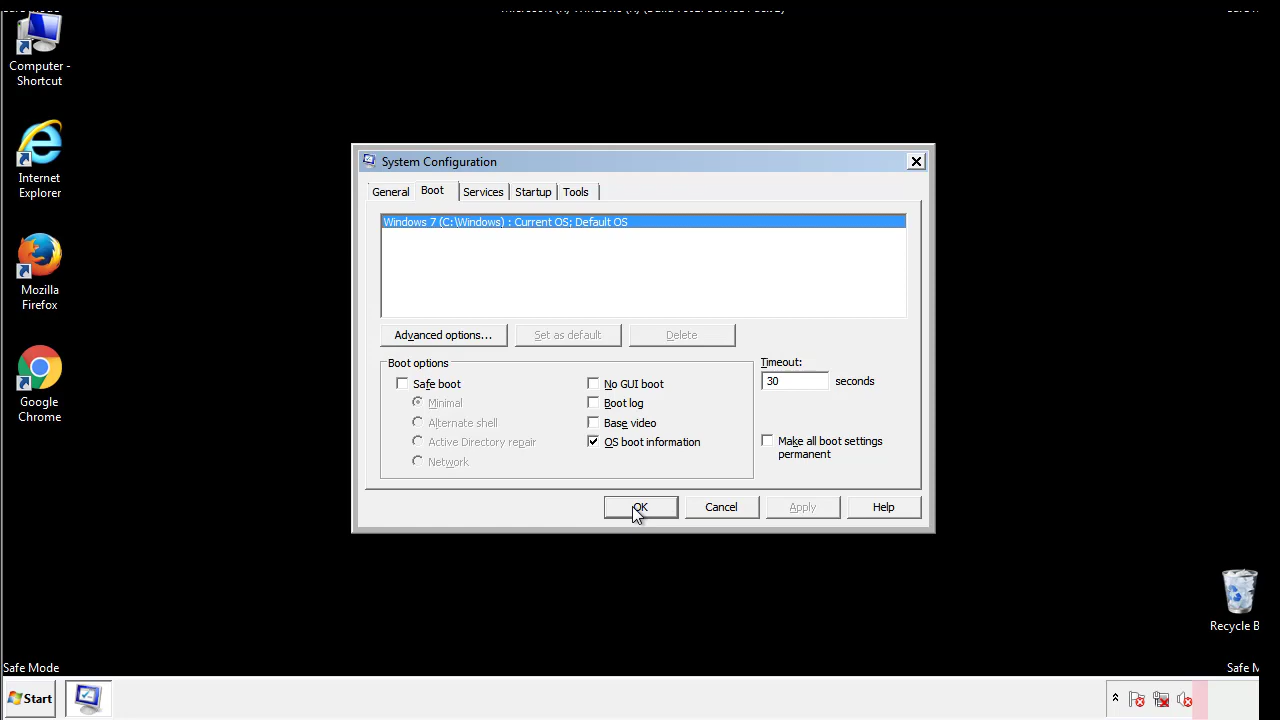 Computer -
Shortcut
Internet
Explorer
Mozilla
Firefox
Google
Chrome
System Configuration
General Boot Services Startup Tools
Windows 7 (C:\Windows) : Current OS; Default OS
Advanced options... Set as default Delete
Boot options
Safe boot
Minimal
Alternate shell
Active Directory repair
Network
No GUI boot
Boot log
Base video
OS boot information
Timeout:
30 seconds
Make all boot settings
permanent
OK Cancel Apply Help
Recycle B
Safe Mode Safe M
Start